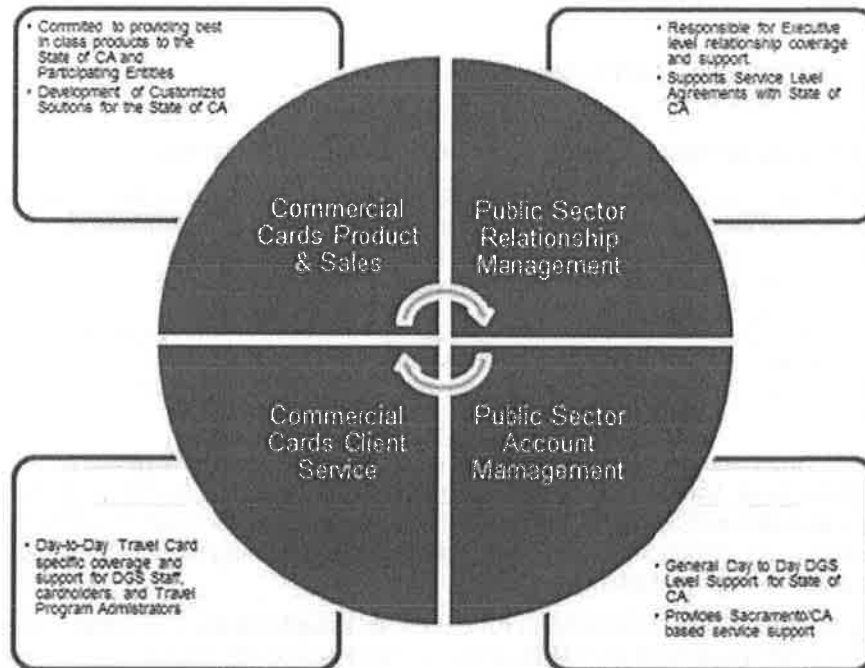 • Commited to providing best
in class products to the
State of CA and
Participating Entities
• Development of Customized
Soutions for the State of CA
• Responsible for Executive
level relationship coverage
and support.
• Supports Service Level
Agreements with State of
CA
Commercial
Cards Product
& Sales
Public Sector
Relationship
Management
Commercial
Cards Client
Service
Public Sector
Account
Mamagement
• Day-to-Day Travel Card
specific coverage and
support for DGS Staff,
cardholders, and Travel
Program Admistrators
• General Day to Day DGS
Level Support for State of
CA.
• Provides Sacramento/CA
based service support